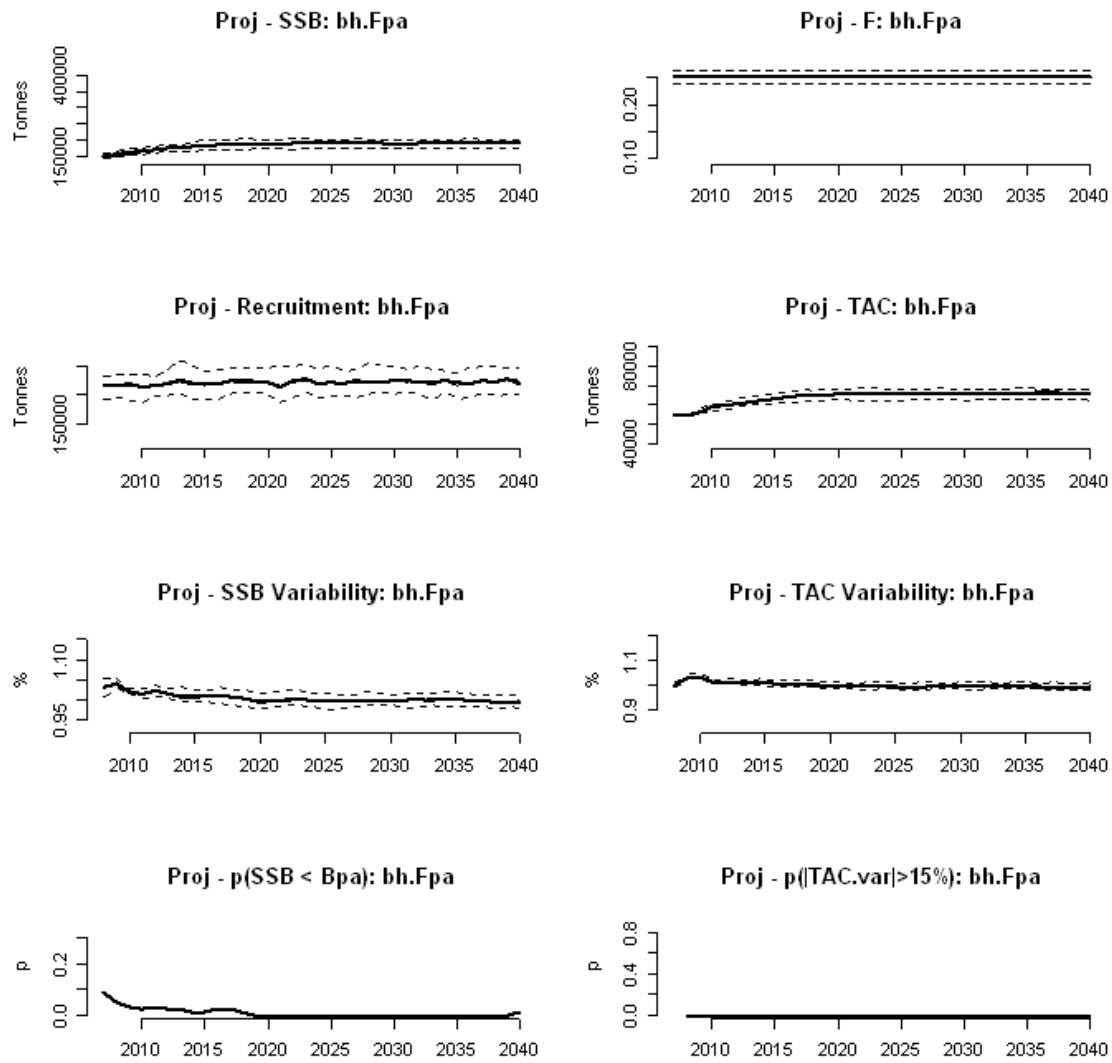 Proj - SSB: bh.Fpa
Tonnes
150000 400000
2010 2015 2020 2025 2030 2035 2040
Proj - F: bh.Fpa
0.10 0.20
2010 2015 2020 2025 2030 2035 2040
Proj - Recruitment: bh.Fpa
Tonnes
150000
2010 2015 2020 2025 2030 2035 2040
Proj - TAC: bh.Fpa
Tonnes
40000 80000
2010 2015 2020 2025 2030 2035 2040
Proj - SSB Variability: bh.Fpa
%
0.95 1.10
2010 2015 2020 2025 2030 2035 2040
Proj - TAC Variability: bh.Fpa
%
0.9 1.1
2010 2015 2020 2025 2030 2035 2040
Proj - p(SSB < Bpa): bh.Fpa
p
0.0 0.2
2010 2015 2020 2025 2030 2035 2040
Proj - p(|TAC.var|>15%): bh.Fpa
p
0.0 0.4 0.8
2010 2015 2020 2025 2030 2035 2040